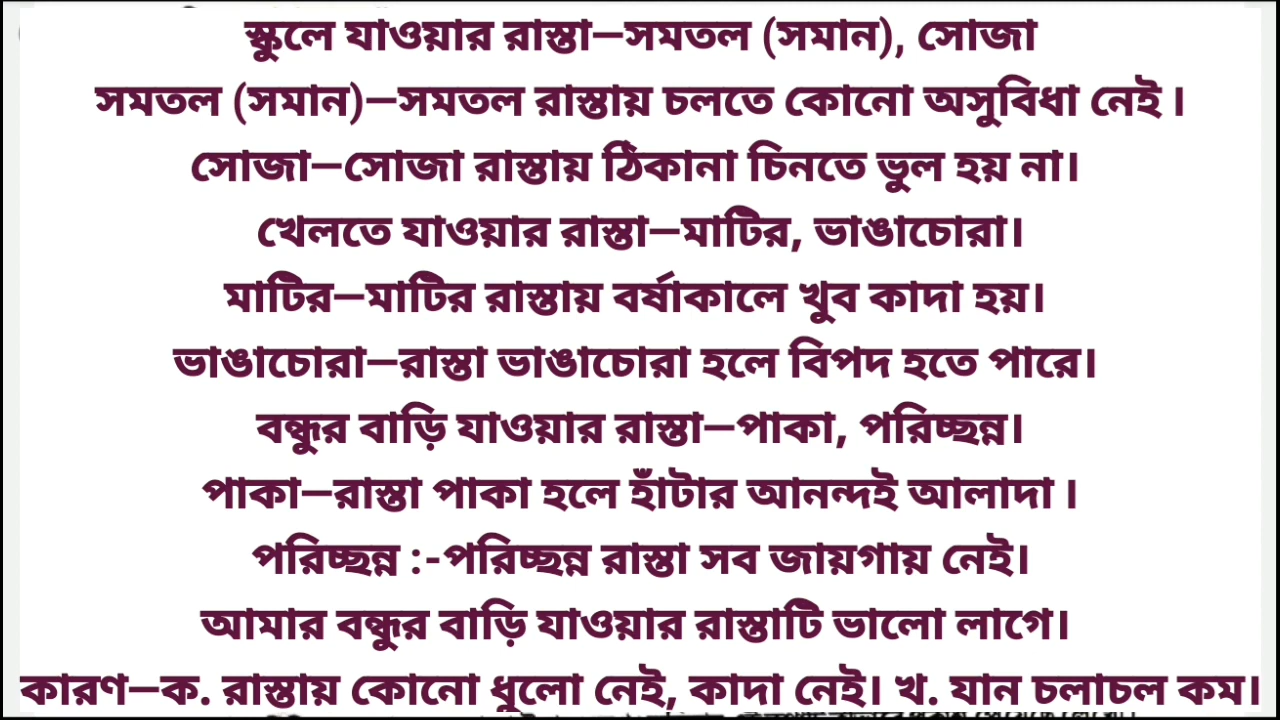 স্কুলে যাওয়ার রাস্তা—সমতল (সমান), সোজা
সমতল (সমান)—সমতল রাস্তায় চলতে কোনো অসুবিধা নেই।
সোজা—সোজা রাস্তায় ঠিকানা চিনতে ভুল হয় না।
খেলতে যাওয়ার রাস্তা—মাটির, ভাঙাচোরা।
মাটির—মাটির রাস্তায় বর্ষাকালে খুব কাদা হয়।
ভাঙাচোরা—রাস্তা ভাঙাচোরা হলে বিপদ হতে পারে।
বন্ধুর বাড়ি যাওয়ার রাস্তা—পাকা, পরিচ্ছন্ন।
পাকা—রাস্তা পাকা হলে হাঁটার আনন্দই আলাদা।
পরিচ্ছন্ন :-পরিচ্ছন্ন রাস্তা সব জায়গায় নেই।
আমার বন্ধুর বাড়ি যাওয়ার রাস্তাটি ভালো লাগে।
কারণ—ক. রাস্তায় কোনো ধুলো নেই, কাদা নেই। খ. যান চলাচল কম।